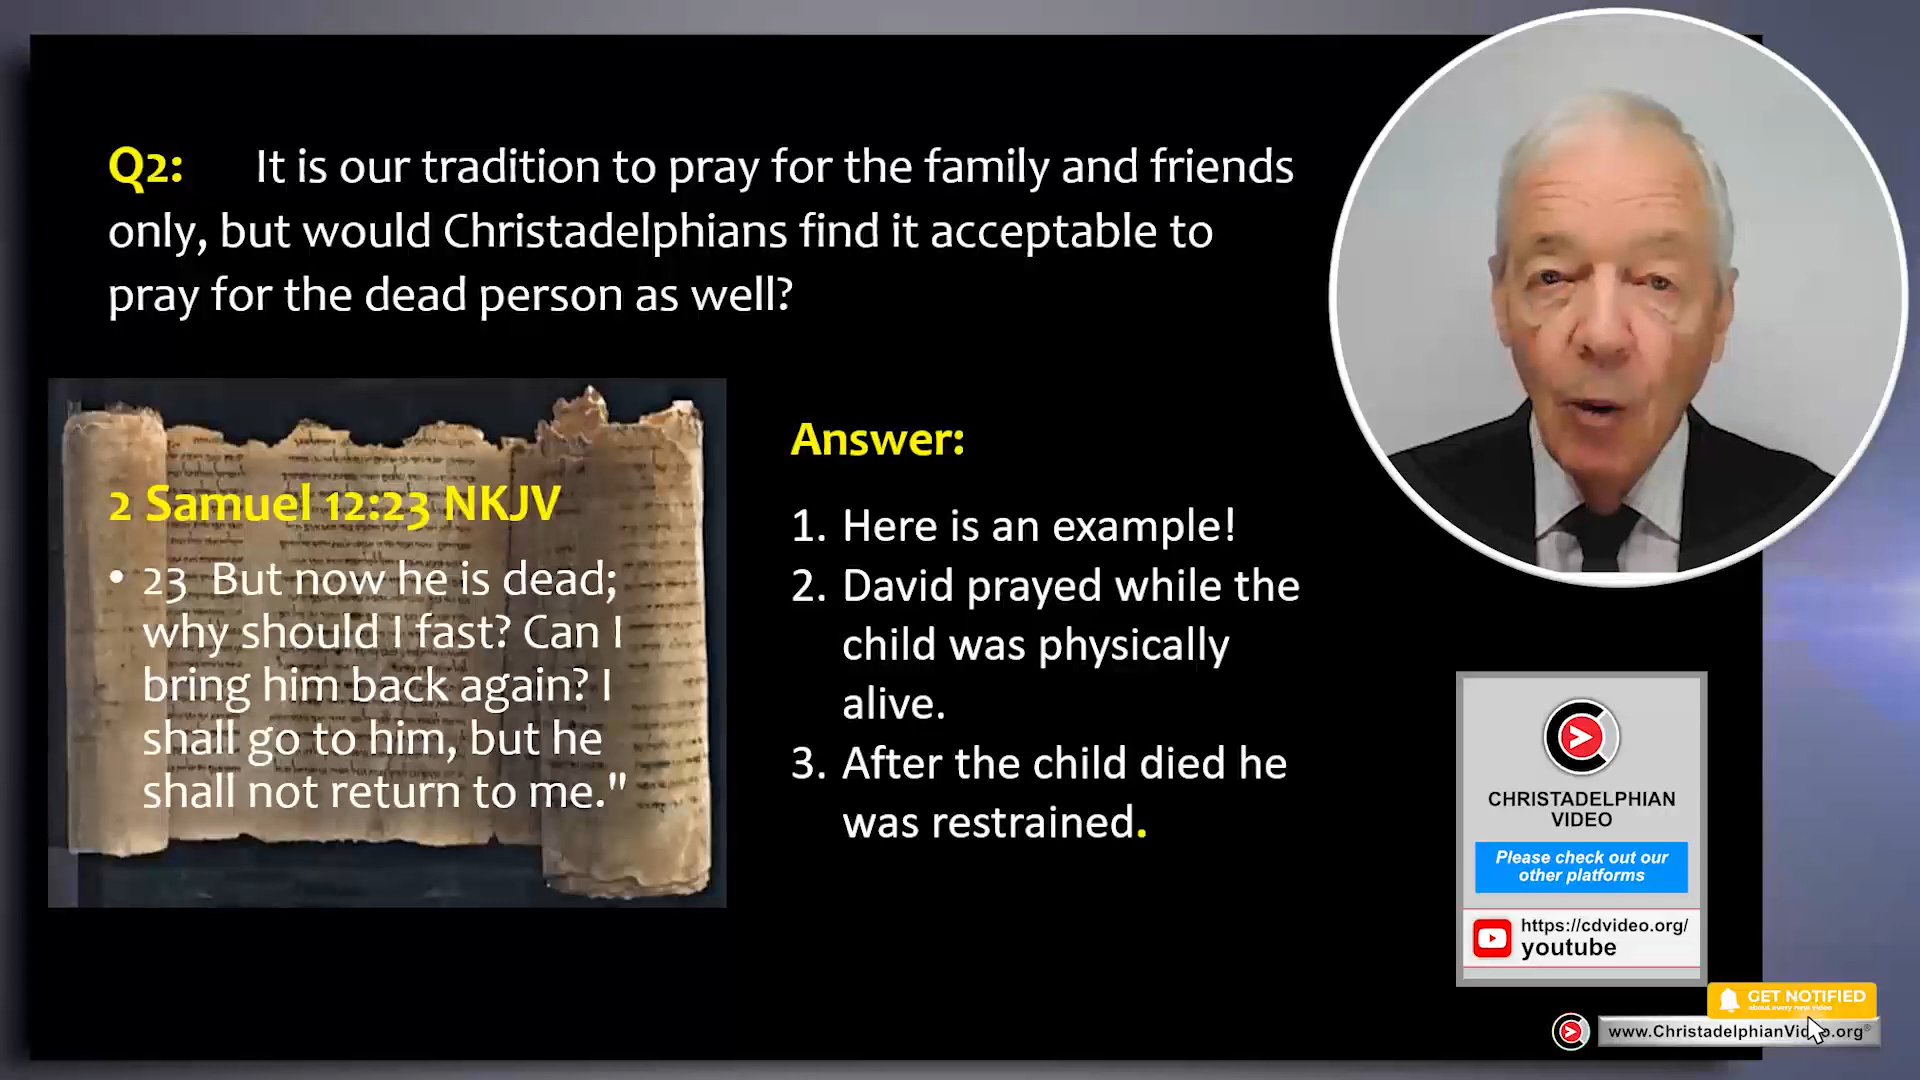 Q2: It is our tradition to pray for the family and friends
only, but would Christadelphians find it acceptable to
pray for the dead person as well?
2 Samuel 12:23 NKJV
• 23 But now he is dead;
why should I fast? Can I
bring him back again? I
shall go to him, but he
shall not return to me."
Answer:
1. Here is an example!
2. David prayed while the
child was physically
alive.
3. After the child died he
was restrained.
CHRISTADELPHIAN
VIDEO
Please check out our
other platforms
https://cdvideo.org/
youtube
GET NOTIFIED
about every new video
www.ChristadelphianVideo.org®